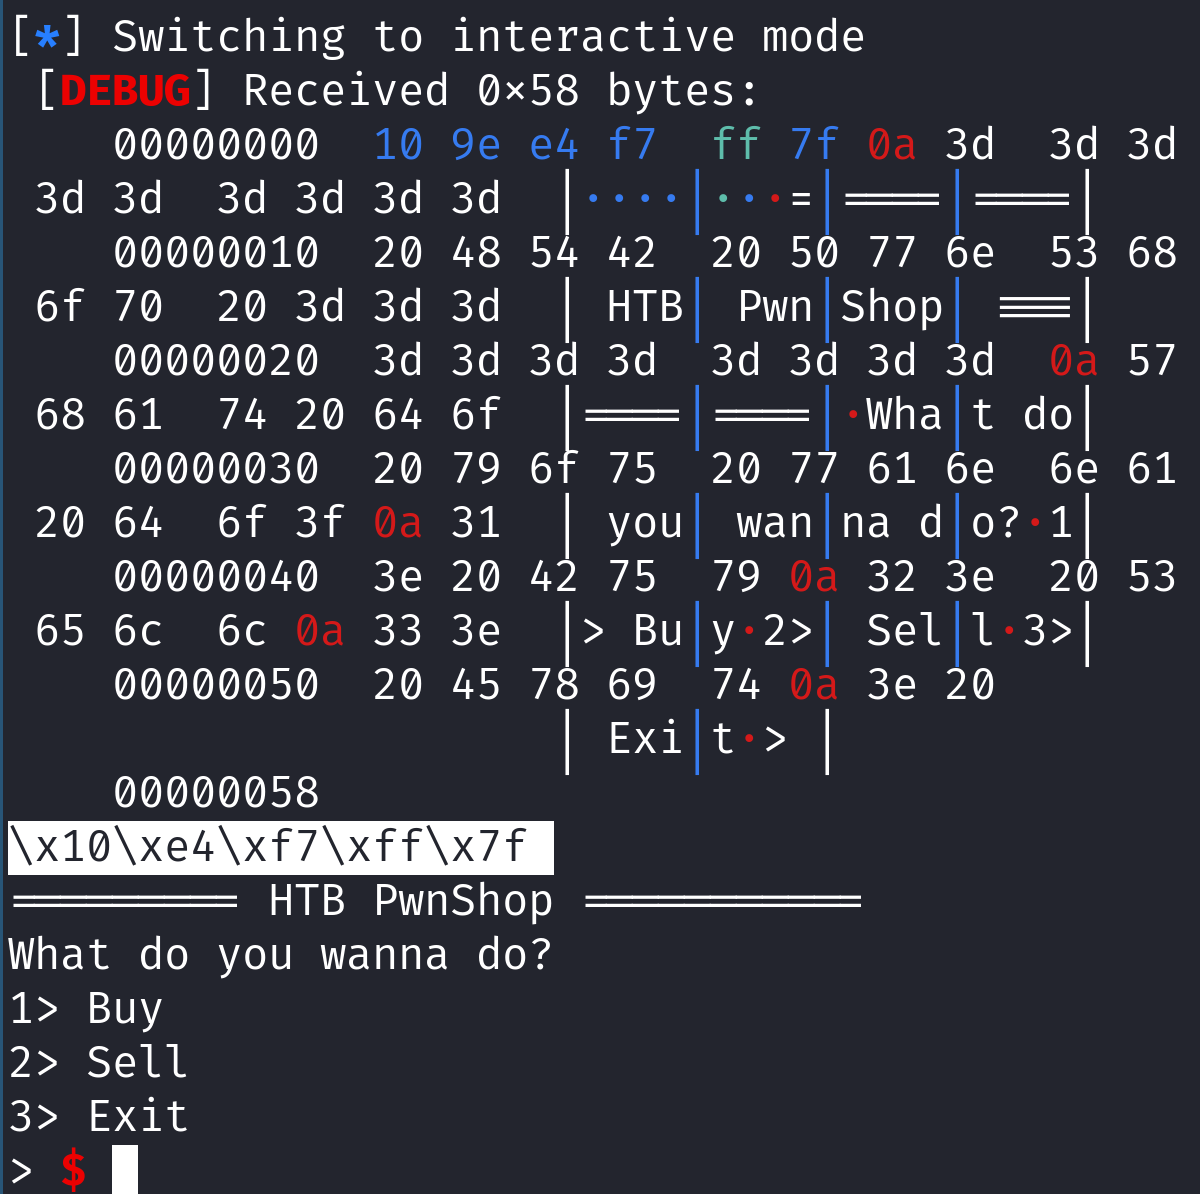 [*] Switching to interactive mode
[DEBUG] Received 0×58 bytes:
00000000  10 9e e4 f7  ff 7f 0a 3d  3d 3d
3d 3d  3d 3d 3d 3d  │····│···=│====│====│
00000010  20 48 54 42  20 50 77 6e  53 68
6f 70  20 3d 3d 3d  │ HTB│ Pwn│Shop│ ===│
00000020  3d 3d 3d 3d  3d 3d 3d 3d  0a 57
68 61  74 20 64 6f  │====│====│·Wha│t do│
00000030  20 79 6f 75  20 77 61 6e  6e 61
20 64  6f 3f 0a 31  │ you│ wan│na d│o?·1│
00000040  3e 20 42 75  79 0a 32 3e  20 53
65 6c  6c 0a 33 3e  │> Bu│y·2>│ Sel│l·3>│
00000050  20 45 78 69  74 0a 3e 20
│ Exi│t·> │
00000058
\x10\xe4\xf7\xff\x7f
========= HTB PwnShop ===========
What do you wanna do?
1> Buy
2> Sell
3> Exit
> $